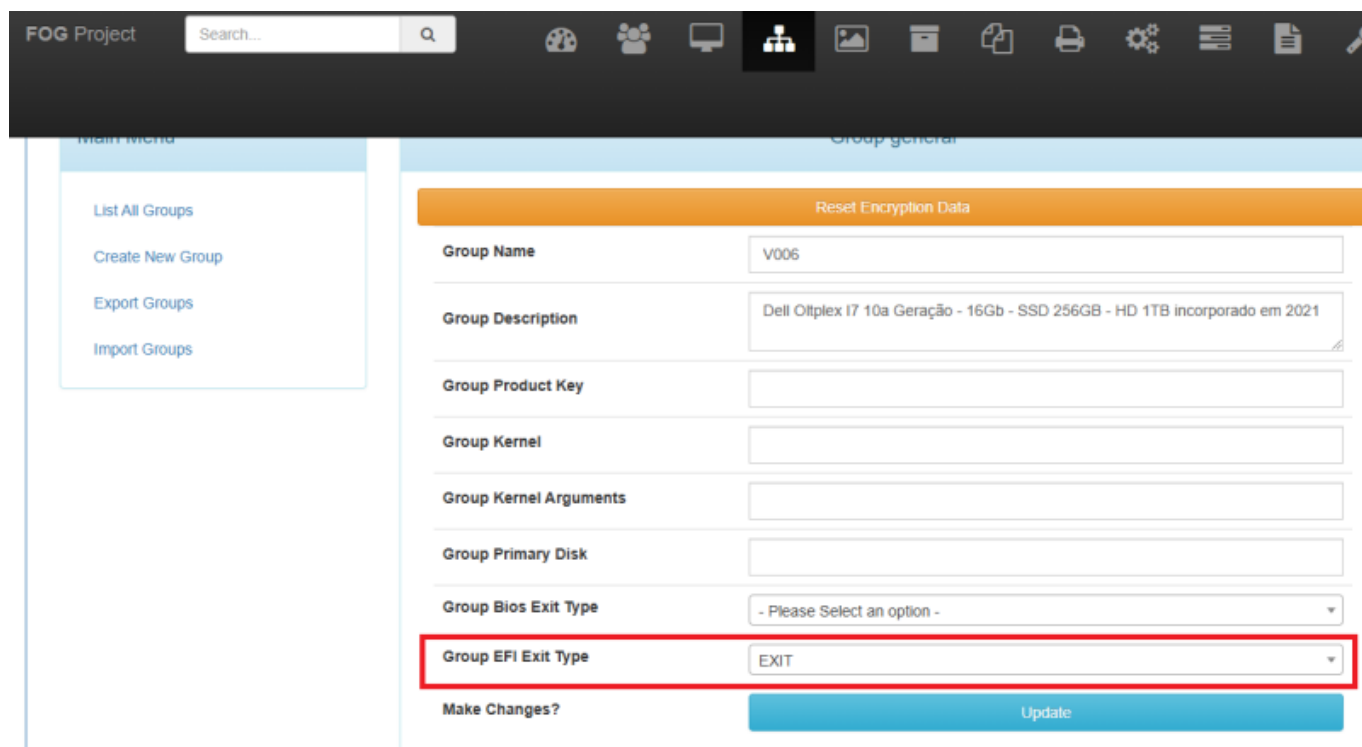 FOG Project
Search...
Main Menu
Group general
List All Groups
Create New Group
Export Groups
Import Groups
Reset Encryption Data
Group Name
V006
Group Description
Dell Oltplex I7 10a Geração - 16Gb - SSD 256GB - HD 1TB incorporado em 2021
Group Product Key
Group Kernel
Group Kernel Arguments
Group Primary Disk
Group Bios Exit Type
- Please Select an option -
Group EFI Exit Type
EXIT
Make Changes?
Update